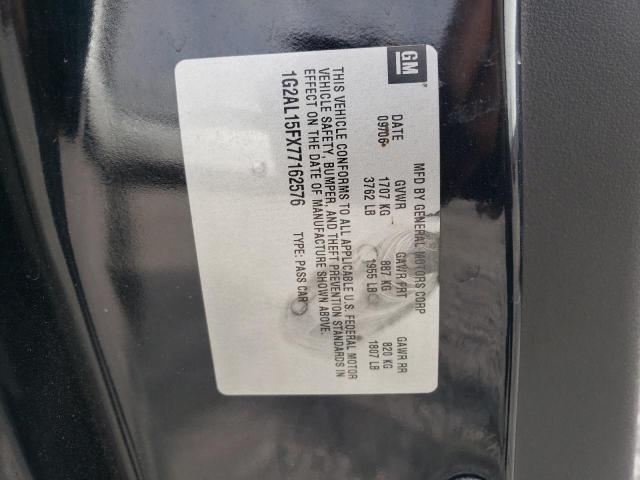 GM
MFD BY GENERAL MOTORS CORP
DATE GVWR GAWR FRT GAWR RR
09/06 1707 KG 887 KG 820 KG
3762 LB 1955 LB 1807 LB
THIS VEHICLE CONFORMS TO ALL APPLICABLE U.S. FEDERAL MOTOR
VEHICLE SAFETY, BUMPER, AND THEFT PREVENTION STANDARDS IN
EFFECT ON THE DATE OF MANUFACTURE SHOWN ABOVE.
1G2AL15FX77162576 TYPE: PASS CAR